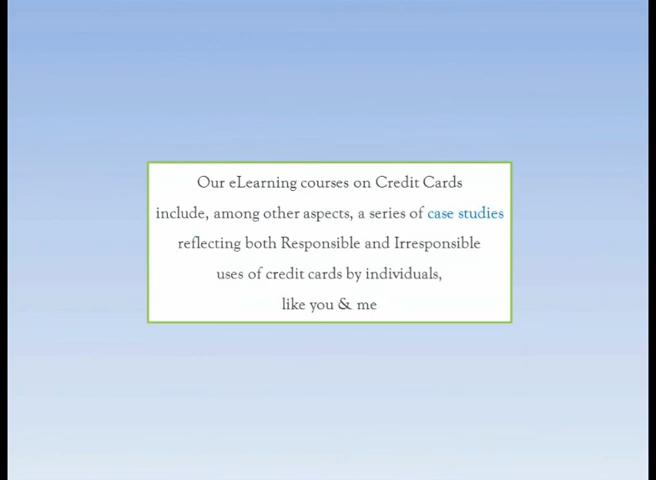 Our eLearning courses on Credit Cards
include, among other aspects, a series of case studies
reflecting both Responsible and Irresponsible
uses of credit cards by individuals,
like you & me